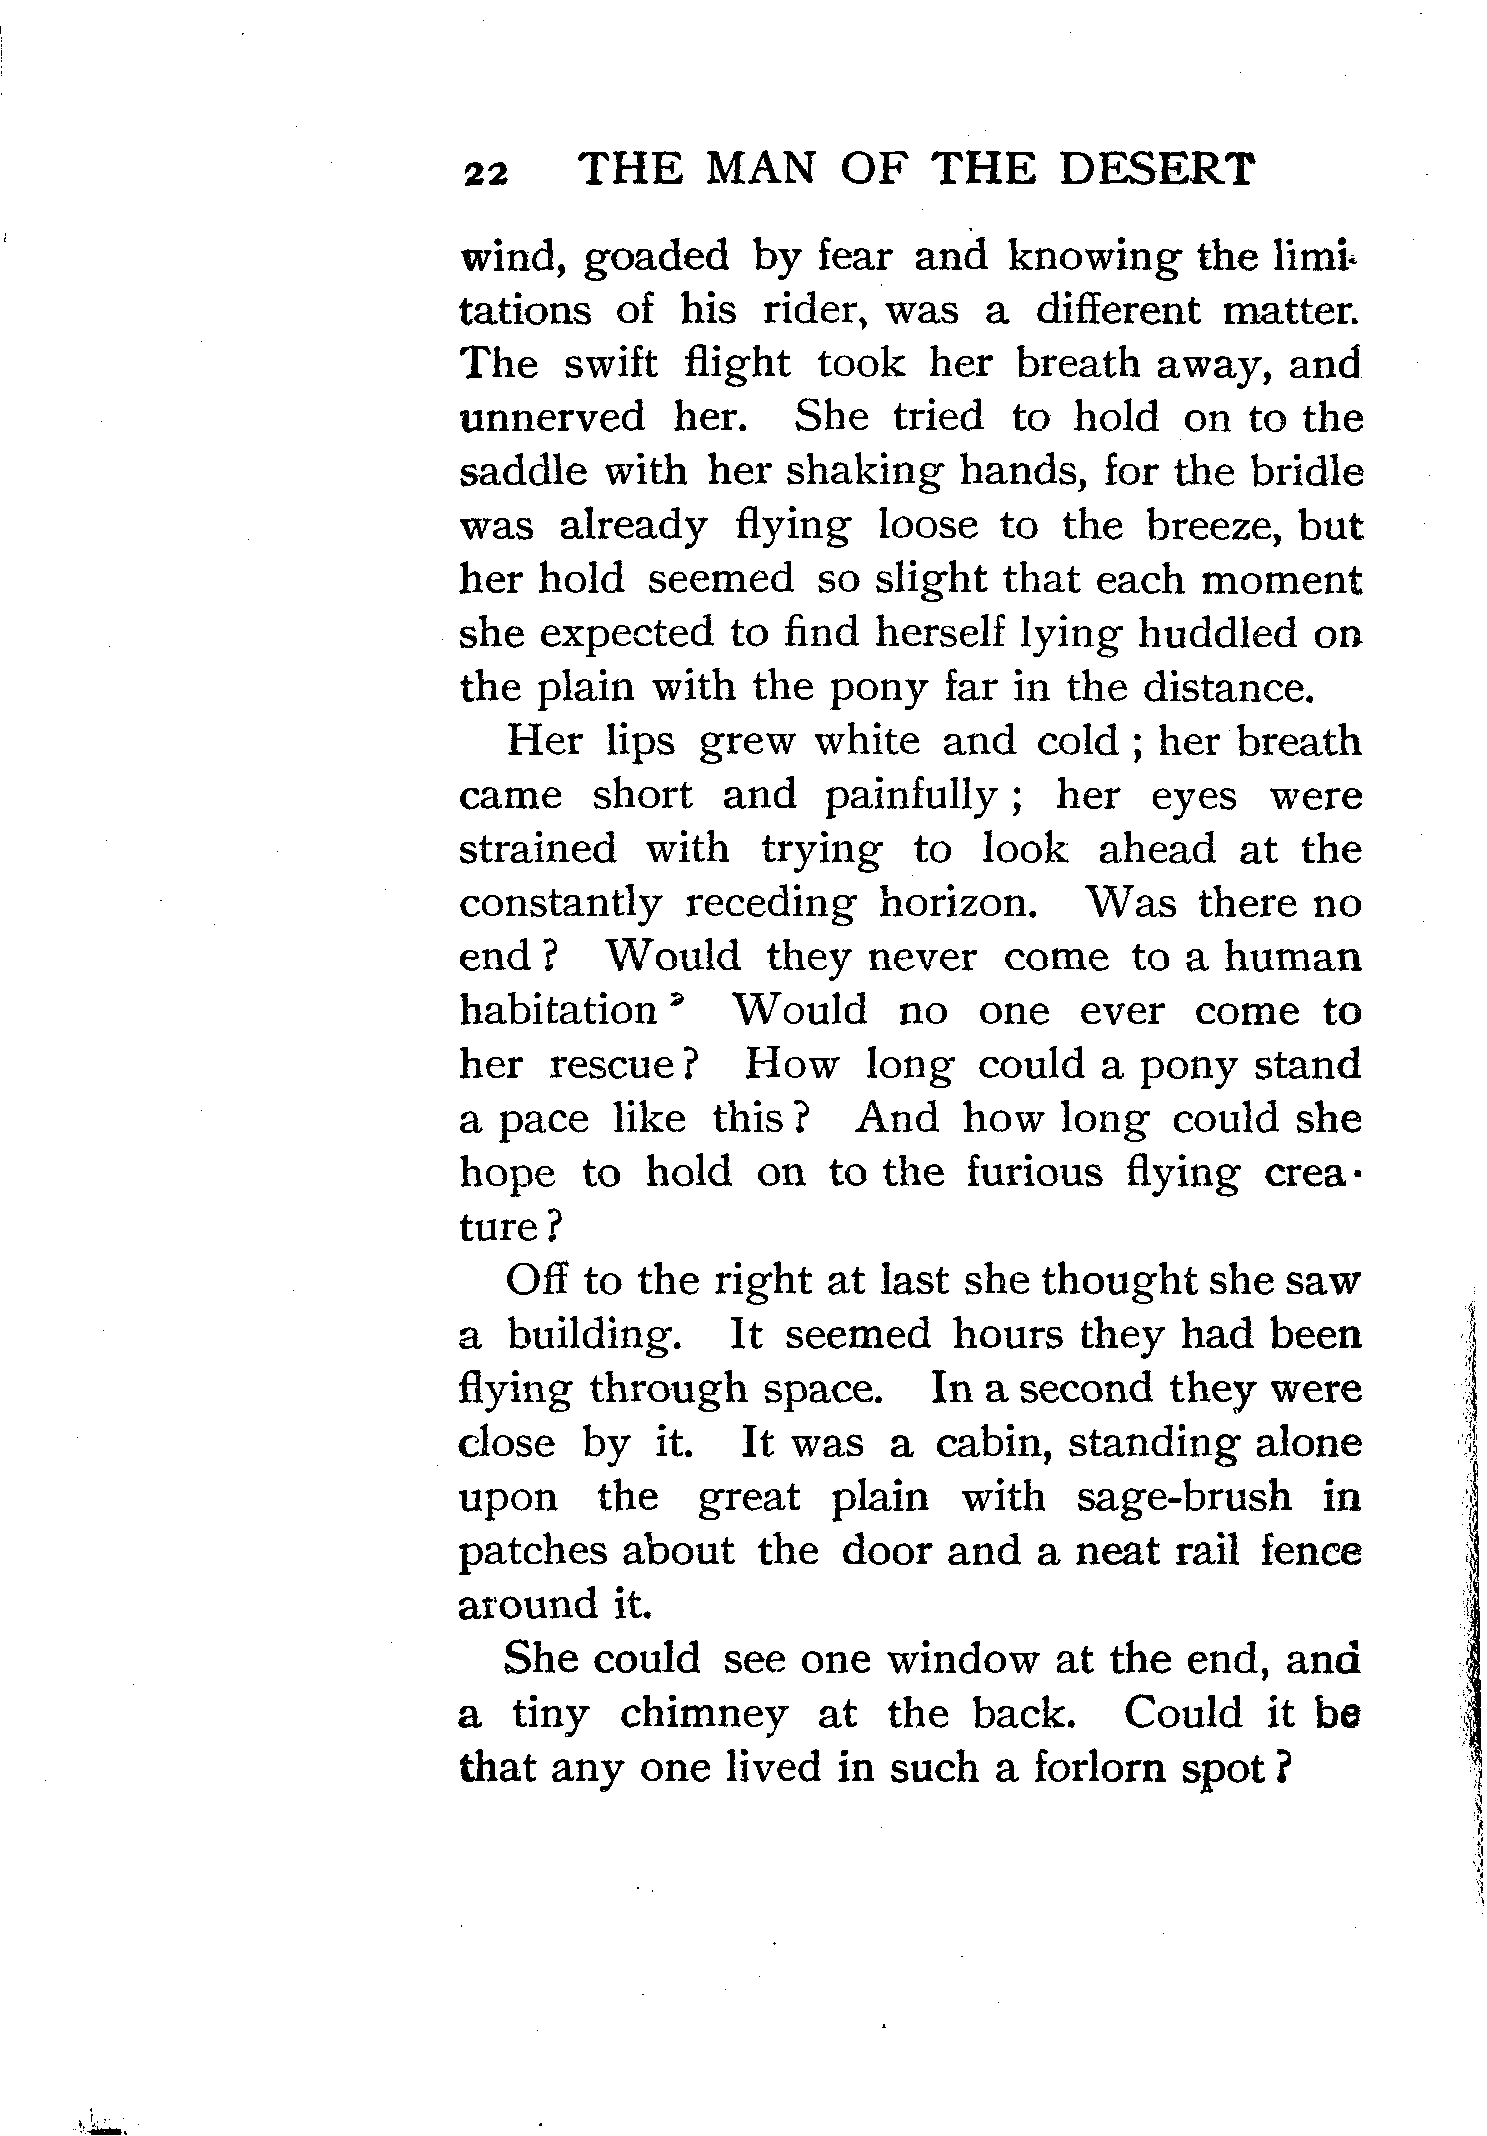 22 THE MAN OF THE DESERT
wind, goaded by fear and knowing the limi-
tations of his rider, was a different matter.
The swift flight took her breath away, and
unnerved her. She tried to hold on to the
saddle with her shaking hands, for the bridle
was already flying loose to the breeze, but
her hold seemed so slight that each moment
she expected to find herself lying huddled on
the plain with the pony far in the distance.
Her lips grew white and cold ; her breath
came short and painfully ; her eyes were
strained with trying to look ahead at the
constantly receding horizon. Was there no
end ? Would they never come to a human
habitation ? Would no one ever come to
her rescue ? How long could a pony stand
a pace like this ? And how long could she
hope to hold on to the furious flying crea-
ture ?
Off to the right at last she thought she saw
a building. It seemed hours they had been
flying through space. In a second they were
close by it. It was a cabin, standing alone
upon the great plain with sage-brush in
patches about the door and a neat rail fence
around it.
She could see one window at the end, and
a tiny chimney at the back. Could it be
that any one lived in such a forlorn spot ?